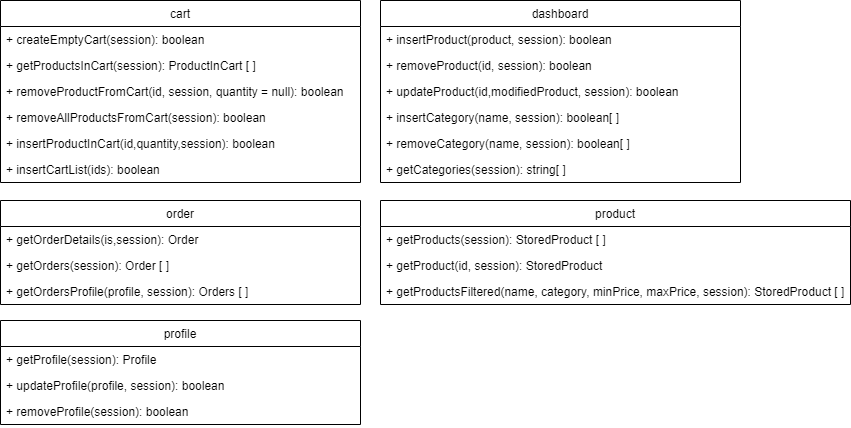 cart
+ createEmptyCart(session): boolean
+ getProductsInCart(session): ProductInCart [ ]
+ removeProductFromCart(id, session, quantity = null): boolean
+ removeAllProductsFromCart(session): boolean
+ insertProductInCart(id,quantity,session): boolean
+ insertCartList(ids): boolean
dashboard
+ insertProduct(product, session): boolean
+ removeProduct(id, session): boolean
+ updateProduct(id,modifiedProduct, session): boolean
+ insertCategory(name, session): boolean[ ]
+ removeCategory(name, session): boolean[ ]
+ getCategories(session): string[ ]
order
+ getOrderDetails(is,session): Order
+ getOrders(session): Order [ ]
+ getOrdersProfile(profile, session): Orders [ ]
product
+ getProducts(session): StoredProduct [ ]
+ getProduct(id, session): StoredProduct
+ getProductsFiltered(name, category, minPrice, maxPrice, session): StoredProduct [ ]
profile
+ getProfile(session): Profile
+ updateProfile(profile, session): boolean
+ removeProfile(session): boolean